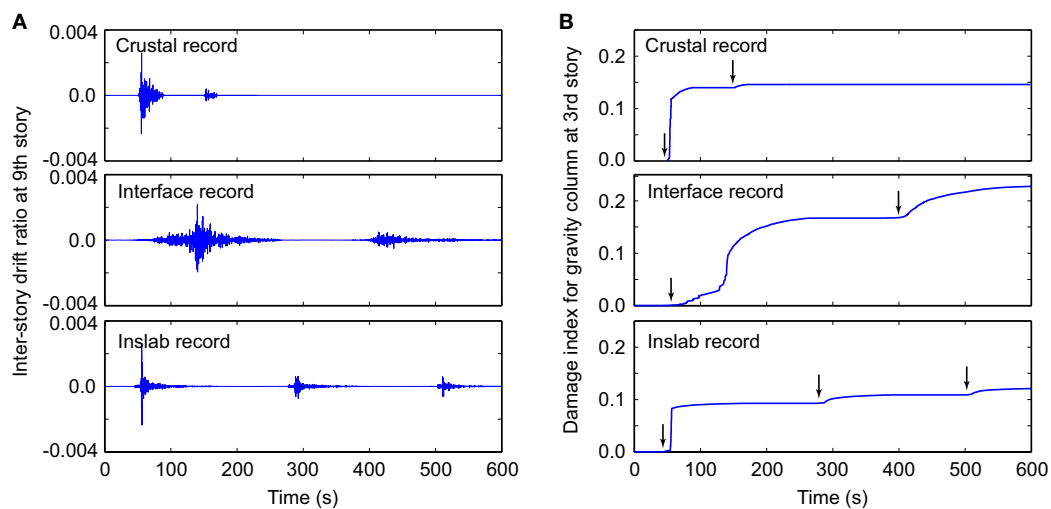 A
Inter-story drift ratio at 9th story
0.004
Crustal record
0.0
-0.004
0.004
Interface record
0.0
-0.004
0.004
Inslab record
0.0
-0.004
0 100 200 300 400 500 600
Time (s)
B
Damage index for gravity column at 3rd story
0.2
Crustal record
0.1
0.0
0.2
Interface record
0.1
0.0
0.2
Inslab record
0.1
0.0
0 100 200 300 400 500 600
Time (s)